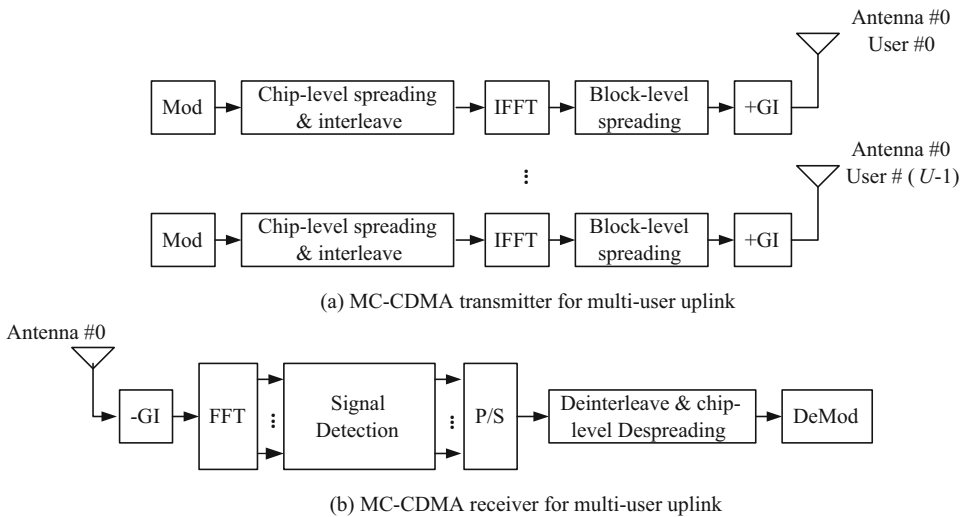 Antenna #0
User #0
Mod
Chip-level spreading
& interleave
IFFT
Block-level
spreading
+GI
Antenna #0
User # ( U-1)
Mod
Chip-level spreading
& interleave
IFFT
Block-level
spreading
+GI
(a) MC-CDMA transmitter for multi-user uplink
Antenna #0
-GI
FFT
Signal
Detection
P/S
Deinterleave & chip-
level Despreading
DeMod
(b) MC-CDMA receiver for multi-user uplink